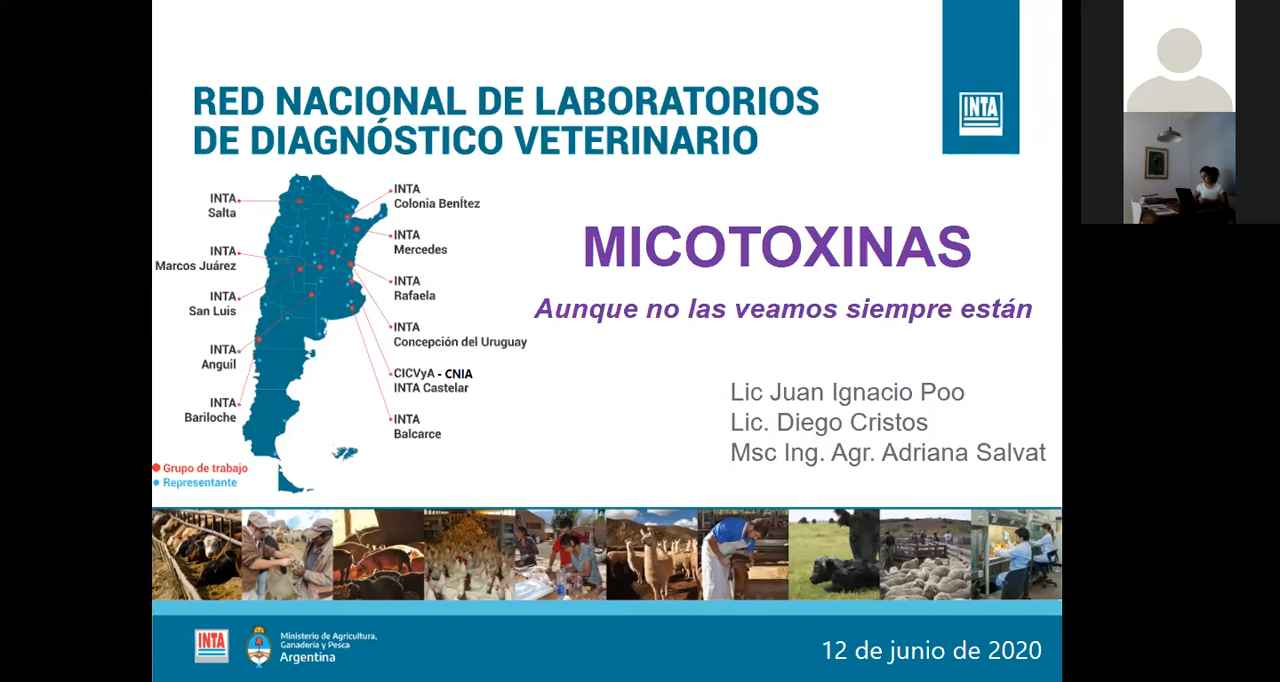 RED NACIONAL DE LABORATORIOS
DE DIAGNÓSTICO VETERINARIO
INTA
INTA
Salta
INTA
Marcos Juárez
INTA
San Luis
INTA
Anguil
INTA
Bariloche
INTA
Colonia Benítez
INTA
Mercedes
INTA
Rafaela
INTA
Concepción del Uruguay
CICVyA - CNIA
INTA Castelar
INTA
Balcarce
Grupo de trabajo
Representante
MICOTOXINAS
Aunque no las veamos siempre están
Lic Juan Ignacio Poo
Lic. Diego Cristos
Msc Ing. Agr. Adriana Salvat
INTA
Ministerio de Agricultura,
Ganadería y Pesca
Argentina
12 de junio de 2020